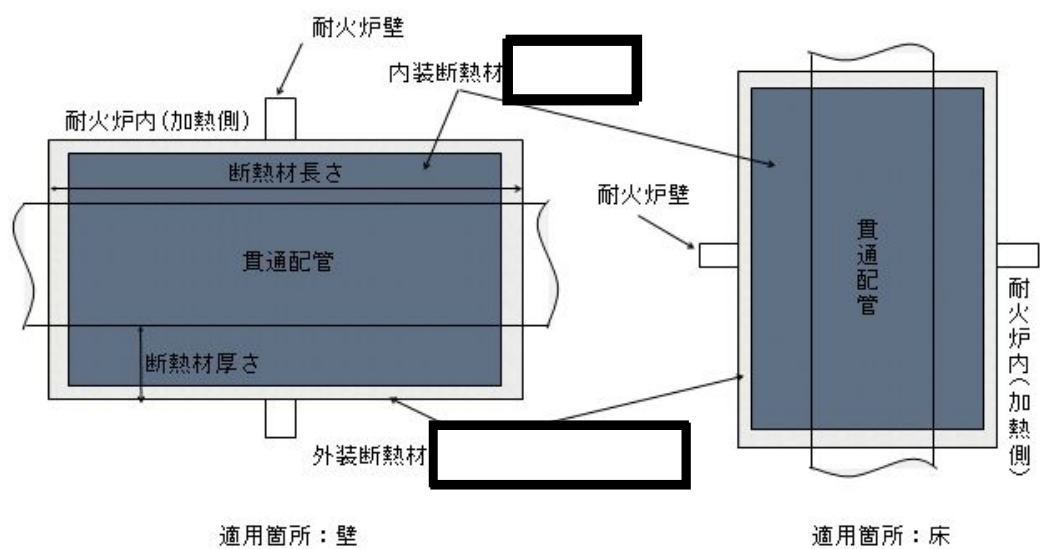 耐火炉壁
内装断熱材
耐火炉内(加熱側)
断熱材長さ
貫通配管
断熱材厚さ
外装断熱材
適用箇所：壁
耐火炉壁
貫通配管
耐火炉内(加熱側)
適用箇所：床